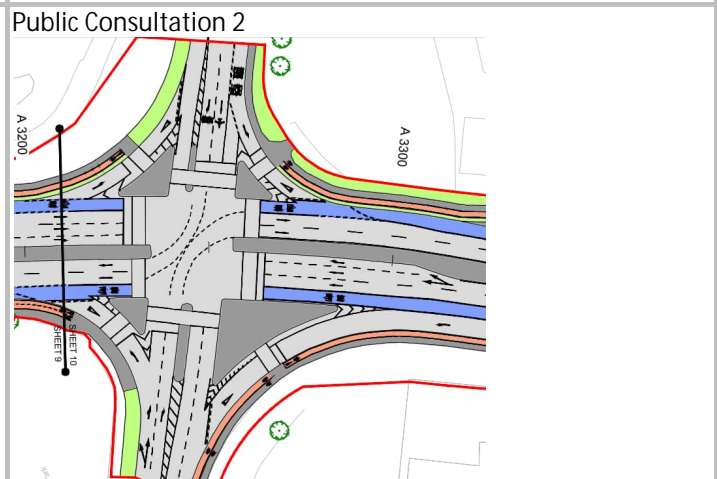 Public Consultation 2
A 3200
A 3300
SHEET 10
SHEET 9